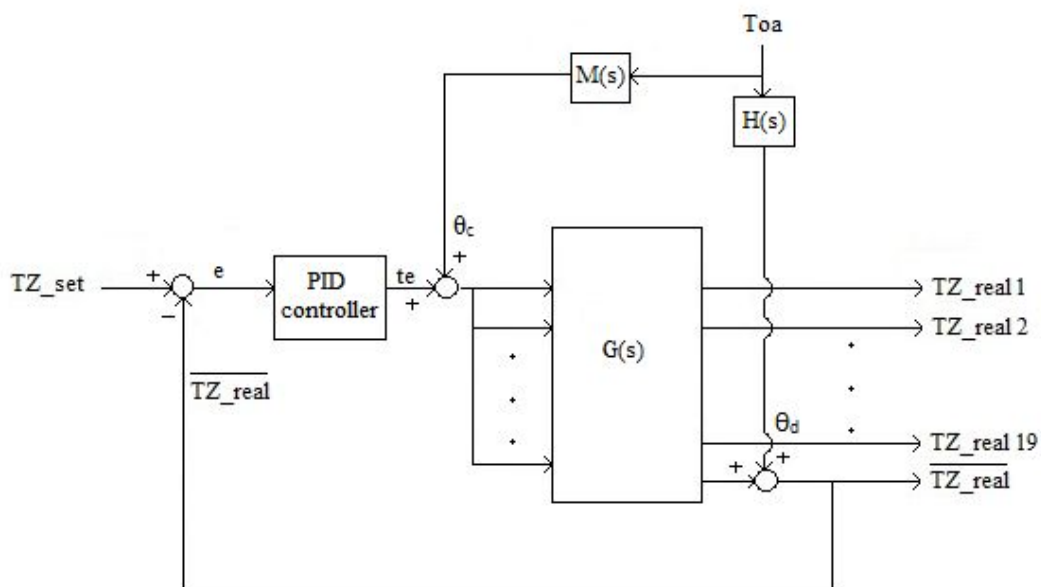 Toa
M(s)
H(s)
θc
+
TZ_set
+
−
e
PID
controller
te
+
G(s)
TZ_real 1
TZ_real 2
TZ_real
θd
+
+
TZ_real 19
TZ_real